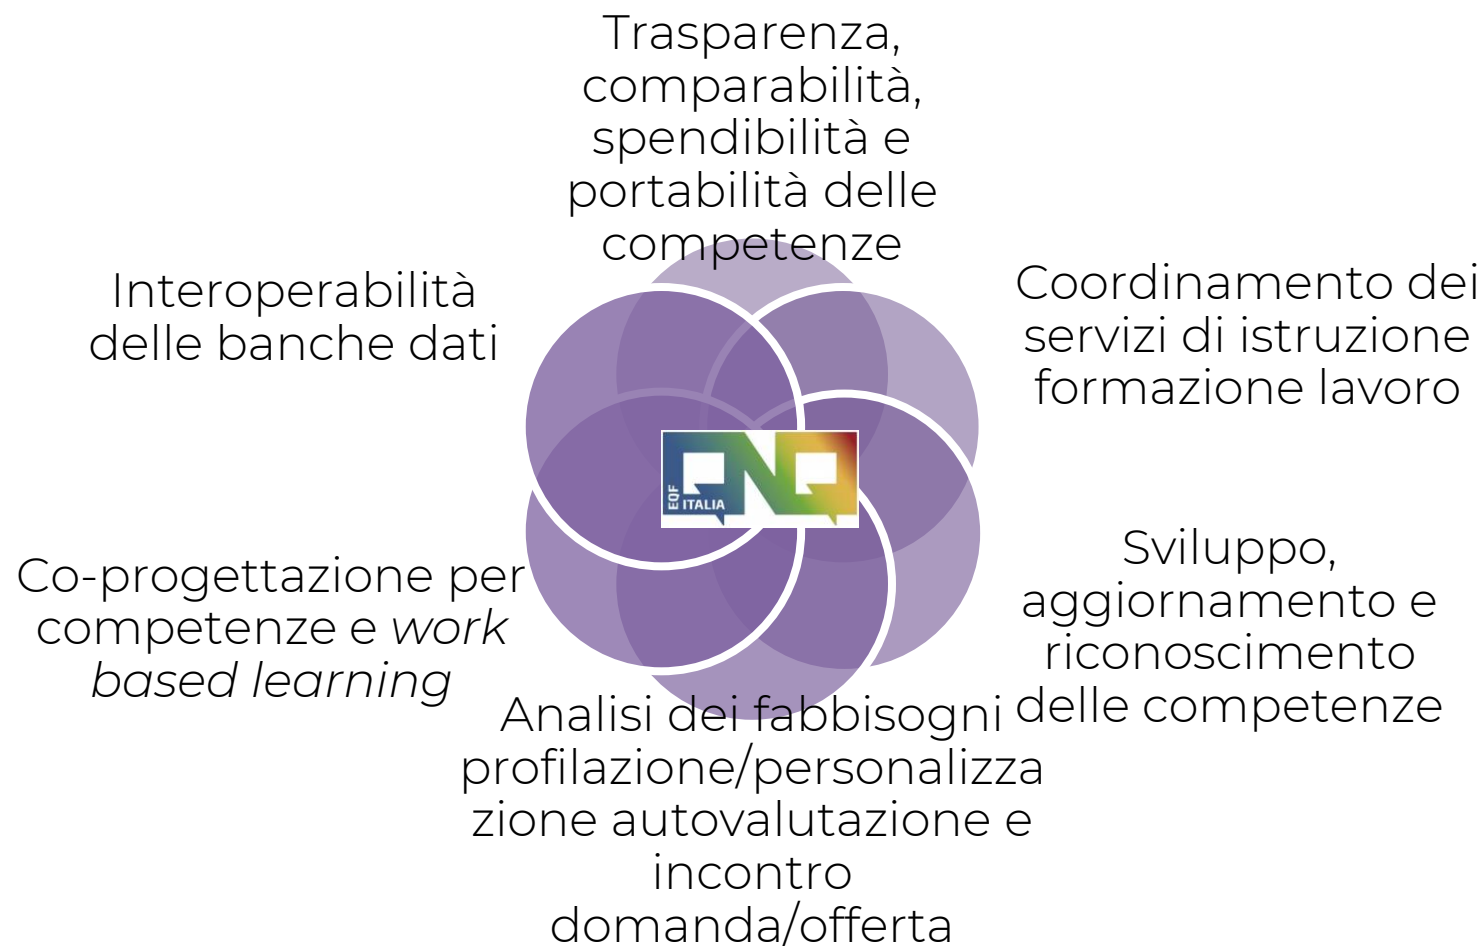 Trasparenza,
comparabilità,
spendibilità e
portabilità delle
competenze
Coordinamento dei
servizi di istruzione
formazione lavoro
Sviluppo,
aggiornamento e
riconoscimento
delle competenze
Analisi dei fabbisogni
profilazione/personalizza
zione autovalutazione e
incontro
domanda/offerta
Co-progettazione per
competenze e work
based learning
Interoperabilità
delle banche dati
QNQ
EQF
ITALIA